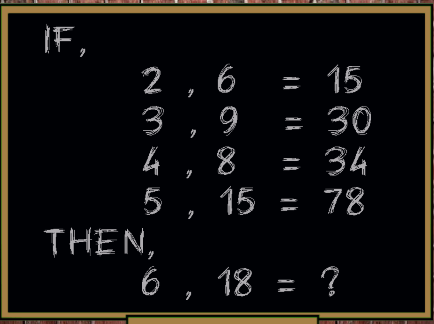 IF,
2 , 6 = 15
3 , 9 = 30
4 , 8 = 34
5 , 15 = 78
THEN,
6 , 18 = ?